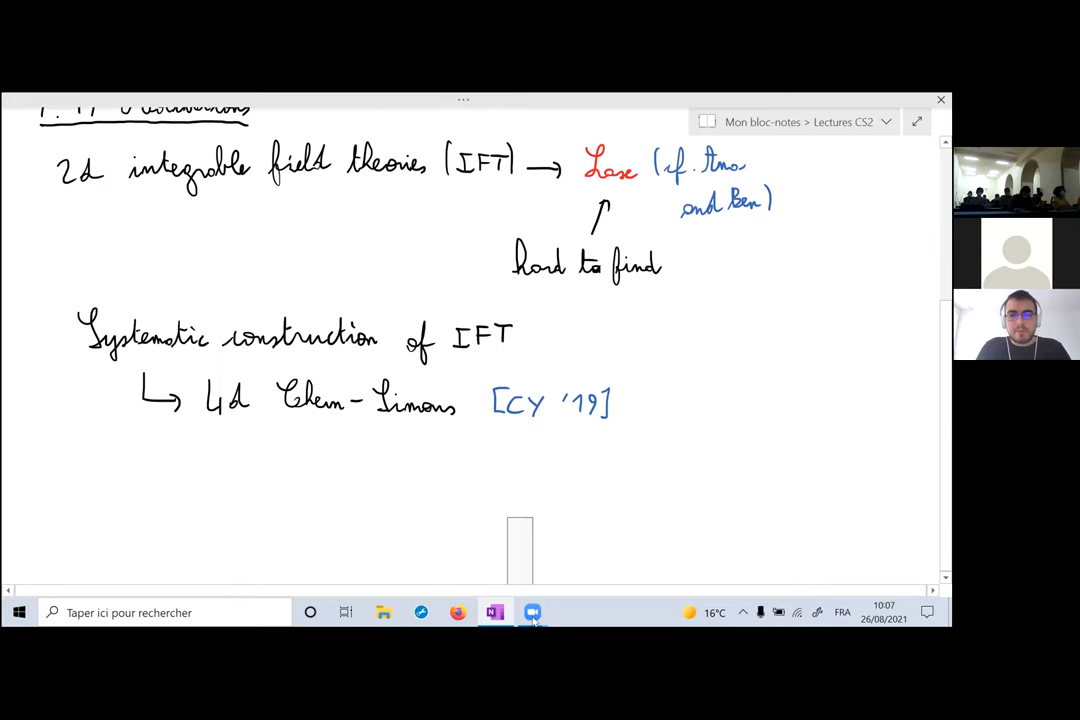 Mon bloc-notes > Lectures CS2
2d integrable field theories (IFT) → Lax (cf. Ana
and Ben)
hard to find
Systematic construction of IFT
4d Chern-Simons [CY '19]
Taper ici pour rechercher
16°C
FRA
10:07
26/08/2021